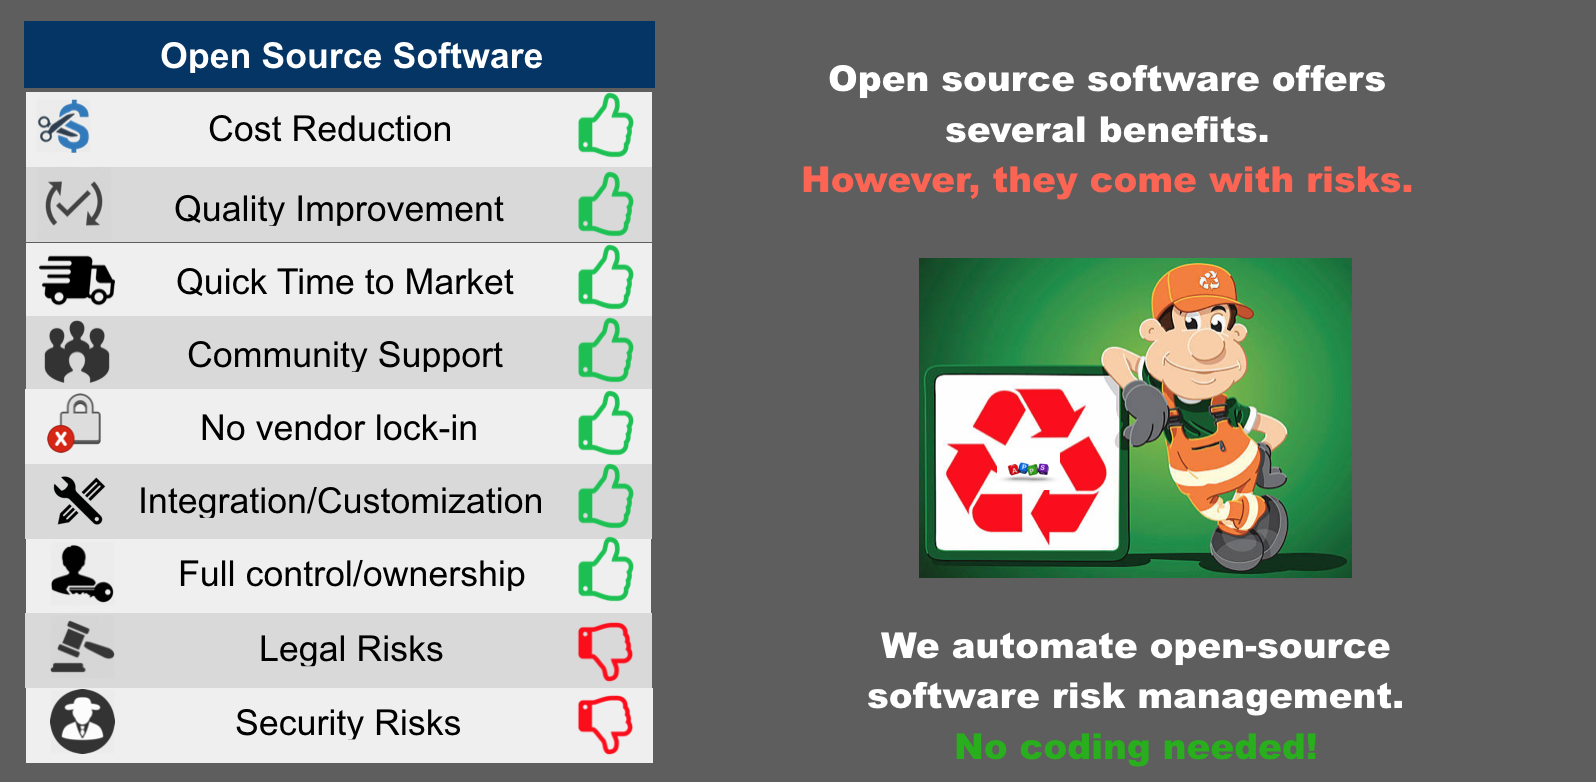 Open Source Software
Cost Reduction
Quality Improvement
Quick Time to Market
Community Support
No vendor lock-in
Integration/Customization
Full control/ownership
Legal Risks
Security Risks
Open source software offers
several benefits.
However, they come with risks.
APPS
We automate open-source
software risk management.
No coding needed!